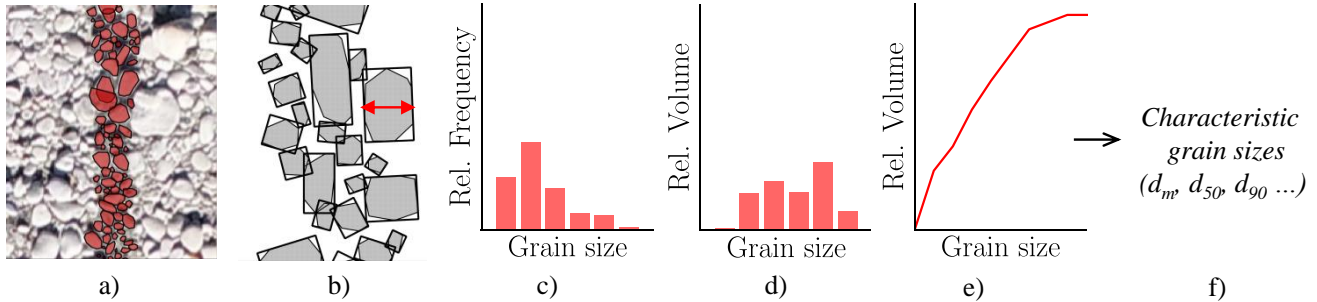 Rel. Frequency
Grain size
Rel. Volume
Grain size
Rel. Volume
Grain size
Characteristic
grain sizes
(dm, d50, d90 ...)
a)
b)
c)
d)
e)
f)